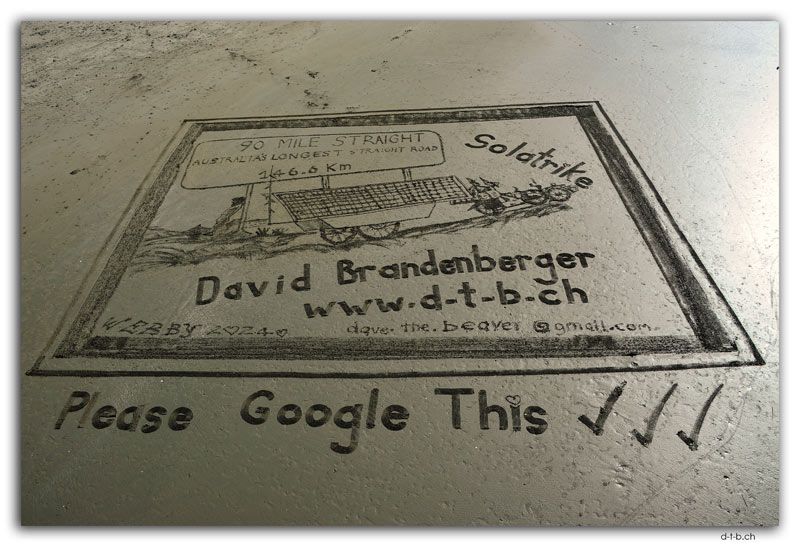 90 MILE STRAIGHT
AUSTRALIA'S LONGEST STRAIGHT ROAD
146.6 Km
Solatrike
David Brandenberger
www.d-t-b.ch
WEBBY 2024
dave.the.beaver@gmail.com
Please Google This ✓✓✓
d-t-b.ch